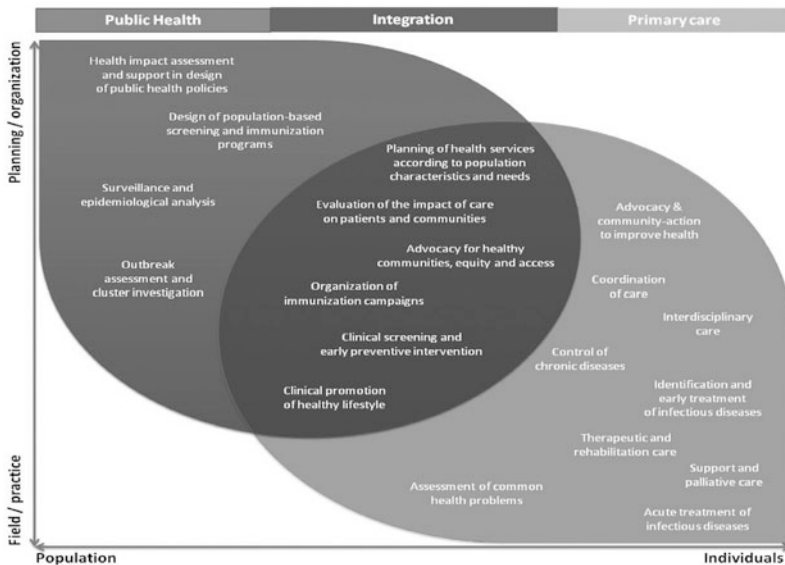 Public Health
Integration
Primary care
Planning / organization
Field / practice
Health impact assessment
and support in design
of public health policies
Design of population-based
screening and immunization
programs
Surveillance and
epidemiological analysis
Outbreak
assessment and
cluster investigation
Planning of health services
according to population
characteristics and needs
Evaluation of the impact of care
on patients and communities
Advocacy for healthy
communities, equity and access
Organization of
immunization campaigns
Clinical screening and
early preventive intervention
Clinical promotion
of healthy lifestyle
Advocacy &
community-action
to improve health
Coordination
of care
Interdisciplinary
care
Control of
chronic diseases
Identification and
early treatment
of infectious diseases
Therapeutic and
rehabilitation care
Support and
palliative care
Assessment of common
health problems
Acute treatment of
infectious diseases
Population
Individuals